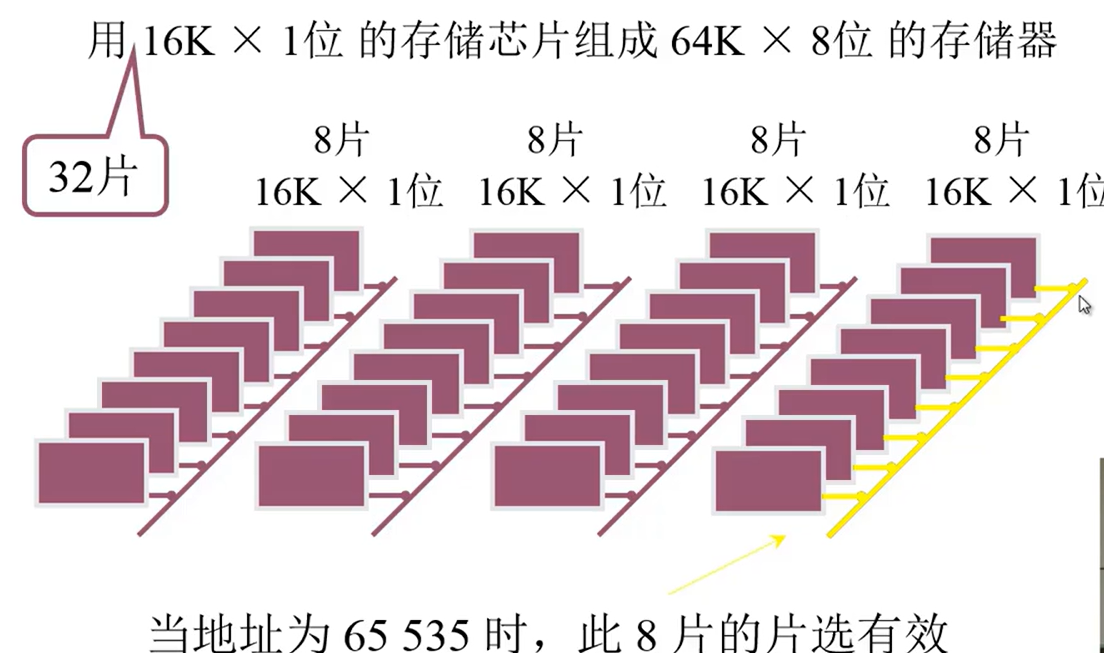 用 16K × 1位 的存储芯片组成 64K × 8位 的存储器
32片
8片 8片 8片 8片
16K × 1位 16K × 1位 16K × 1位 16K × 1位
当地址为 65 535 时，此 8 片的片选有效